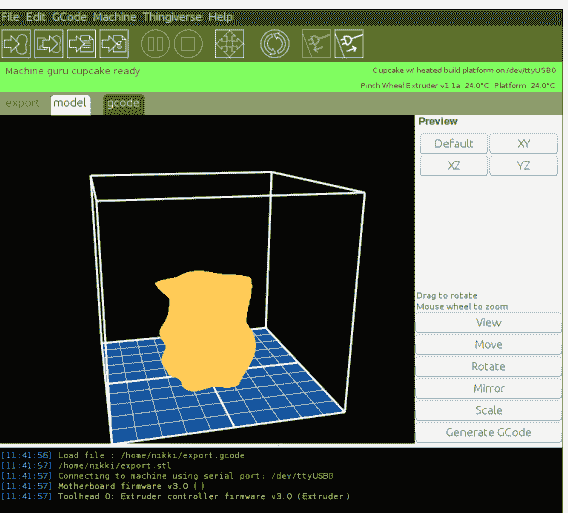 File Edit GCode Machine Thingiverse Help
Machine guru cupcake ready
Cupcake w/ heated build platform on /dev/ttyUSB0
Pinch Wheel Extruder v1.1a 24.0°C Platform 24.0°C
export model gcode
Preview
Default XY
XZ YZ
Drag to rotate
Mouse wheel to zoom
View
Move
Rotate
Mirror
Scale
Generate GCode
[11:41:56] Load file : /home/nikki/export.gcode
[11:41:57] /home/nikki/export.stl
[11:41:57] Connecting to machine using serial port: /dev/ttyUSB0
[11:41:57] Motherboard firmware v3.0 ()
[11:41:57] Toolhead 0: Extruder controller firmware v3.0 (Extruder)